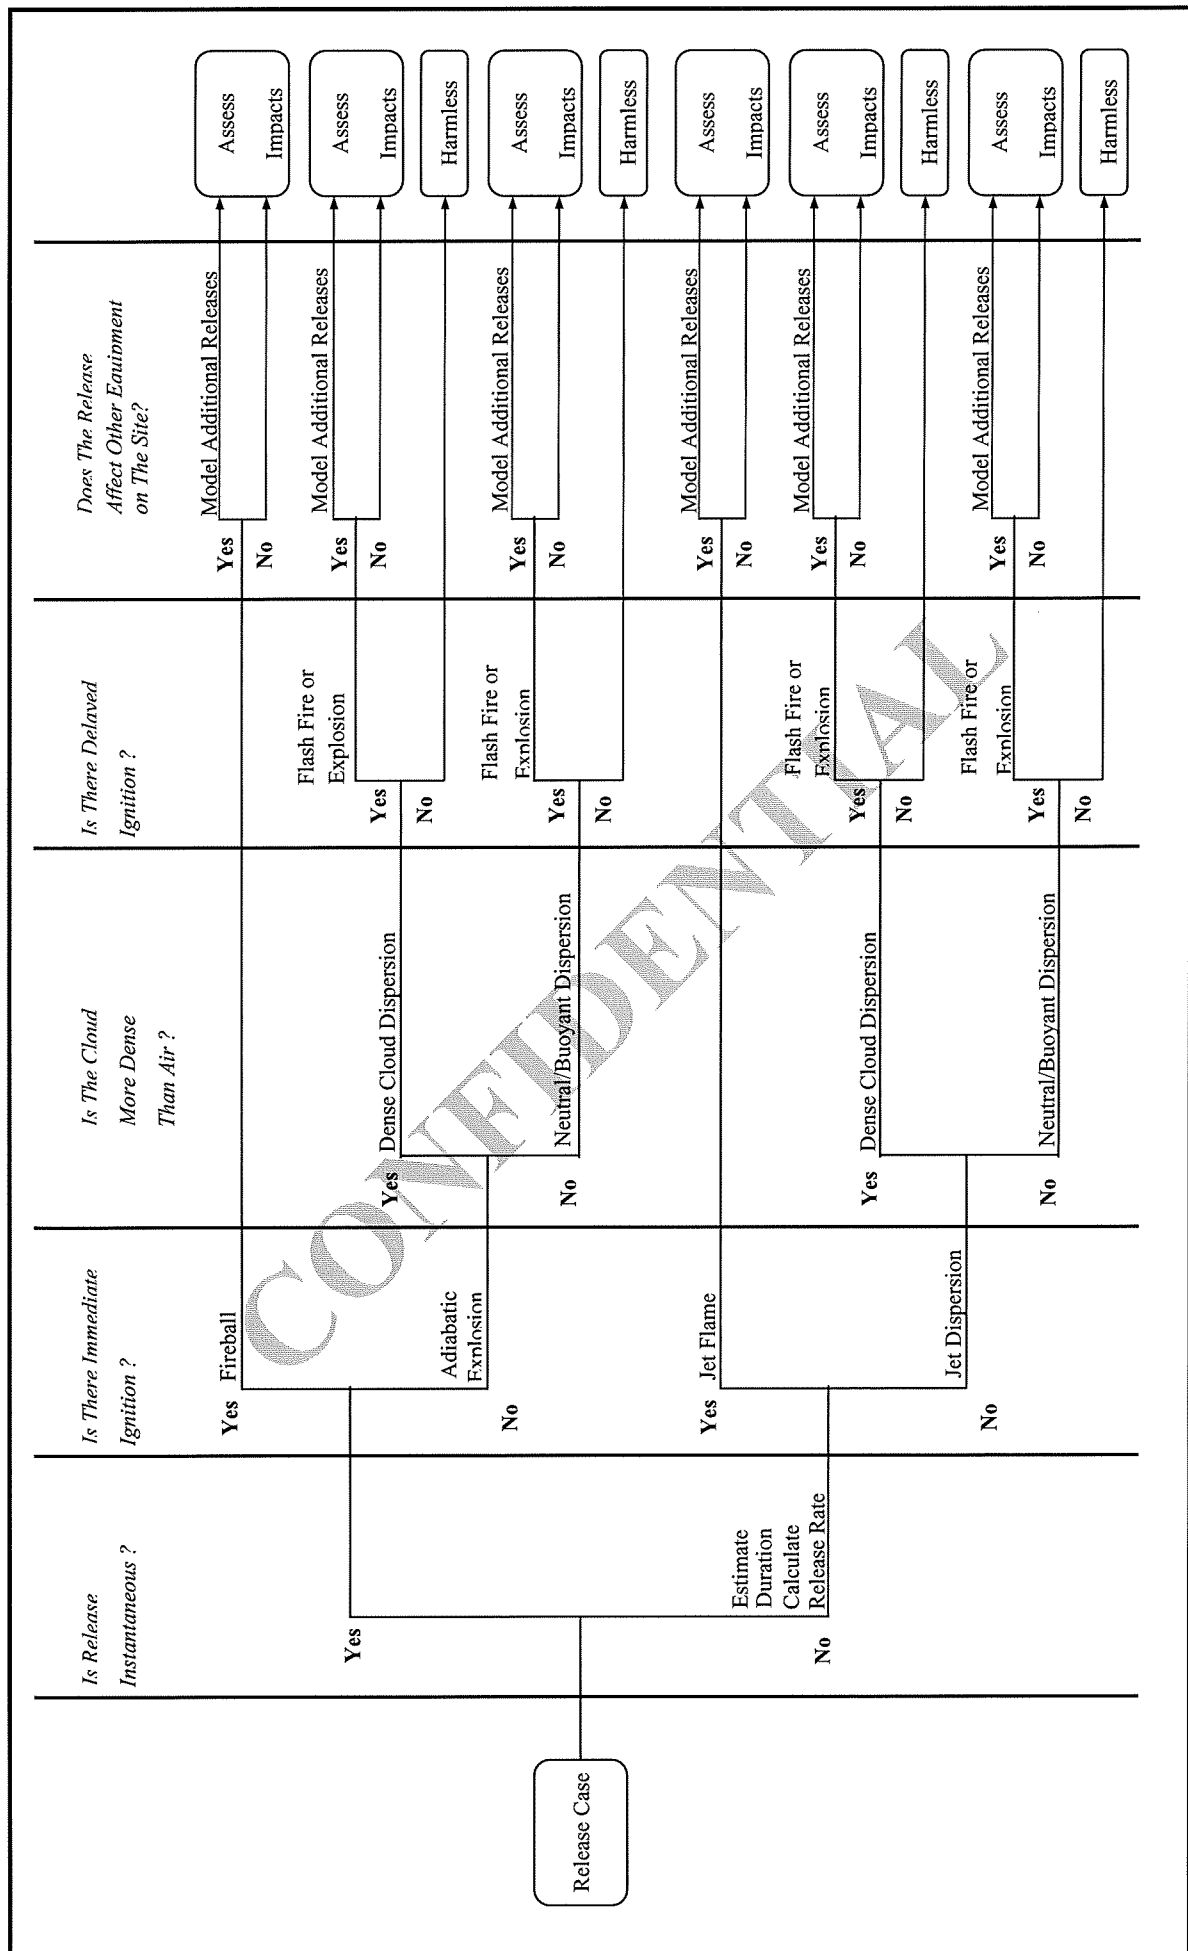 Is Release
Instantaneous ?
Is There Immediate
Ignition ?
Is The Cloud
More Dense
Than Air ?
Is There Delayed
Ignition ?
Does The Release
Affect Other Equipment
on The Site?
Release Case
Yes
No
Estimate
Duration
Calculate
Release Rate
Yes
Fireball
No
Adiabatic
Explosion
Yes
Jet Flame
No
Jet Dispersion
Yes
Dense Cloud Dispersion
No
Neutral/Buoyant Dispersion
Yes
Dense Cloud Dispersion
No
Neutral/Buoyant Dispersion
Flash Fire or
Explosion
Yes
No
Flash Fire or
Explosion
Yes
No
Flash Fire or
Explosion
Yes
No
Flash Fire or
Explosion
Yes
No
Yes
Model Additional Releases
No
Yes
Model Additional Releases
No
Yes
Model Additional Releases
No
Yes
Model Additional Releases
No
Yes
Model Additional Releases
No
Yes
Model Additional Releases
No
Assess
Impacts
Assess
Impacts
Harmless
Assess
Impacts
Harmless
Assess
Impacts
Assess
Impacts
Harmless
Assess
Impacts
Harmless
CONFIDENTIAL